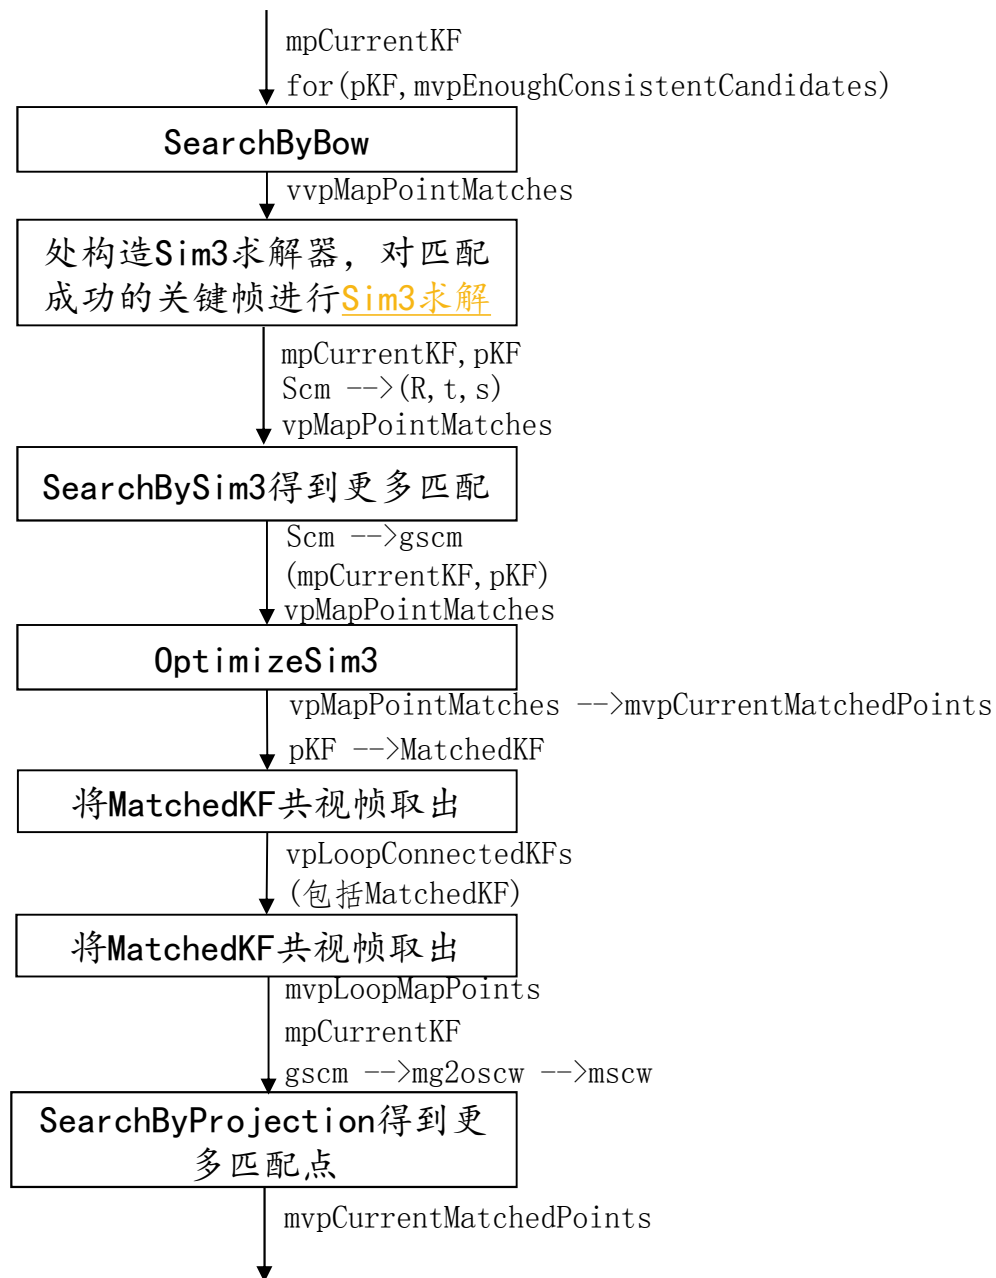 mpCurrentKF
for(pKF,mvpEnoughConsistentCandidates)
SearchByBow
vvpMapPointMatches
处构造Sim3求解器，对匹配
成功的关键帧进行Sim3求解
mpCurrentKF,pKF
Scm -->(R,t,s)
vpMapPointMatches
SearchBySim3得到更多匹配
Scm -->gscm
(mpCurrentKF,pKF)
vpMapPointMatches
OptimizeSim3
vpMapPointMatches -->mvpCurrentMatchedPoints
pKF -->MatchedKF
将MatchedKF共视帧取出
vpLoopConnectedKFs
(包括MatchedKF)
将MatchedKF共视帧取出
mvpLoopMapPoints
mpCurrentKF
gscm -->mg2oscw -->mscw
SearchByProjection得到更
多匹配点
mvpCurrentMatchedPoints